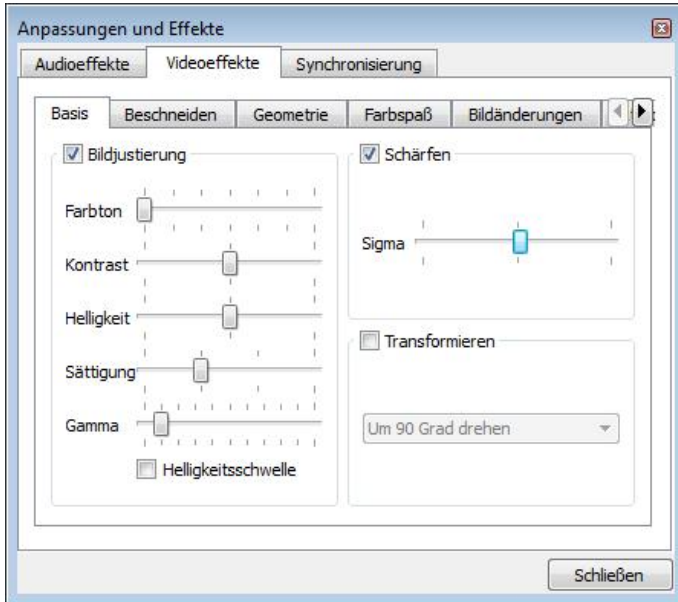 Anpassungen und Effekte
Audioeffekte Videoeffekte Synchronisierung
Basis Beschneiden Geometrie Farbspaß Bildänderungen
Bildjustierung
Farbton
Kontrast
Helligkeit
Sättigung
Gamma
Helligkeitsschwelle
Schärfen
Sigma
Transformieren
Um 90 Grad drehen
Schließen